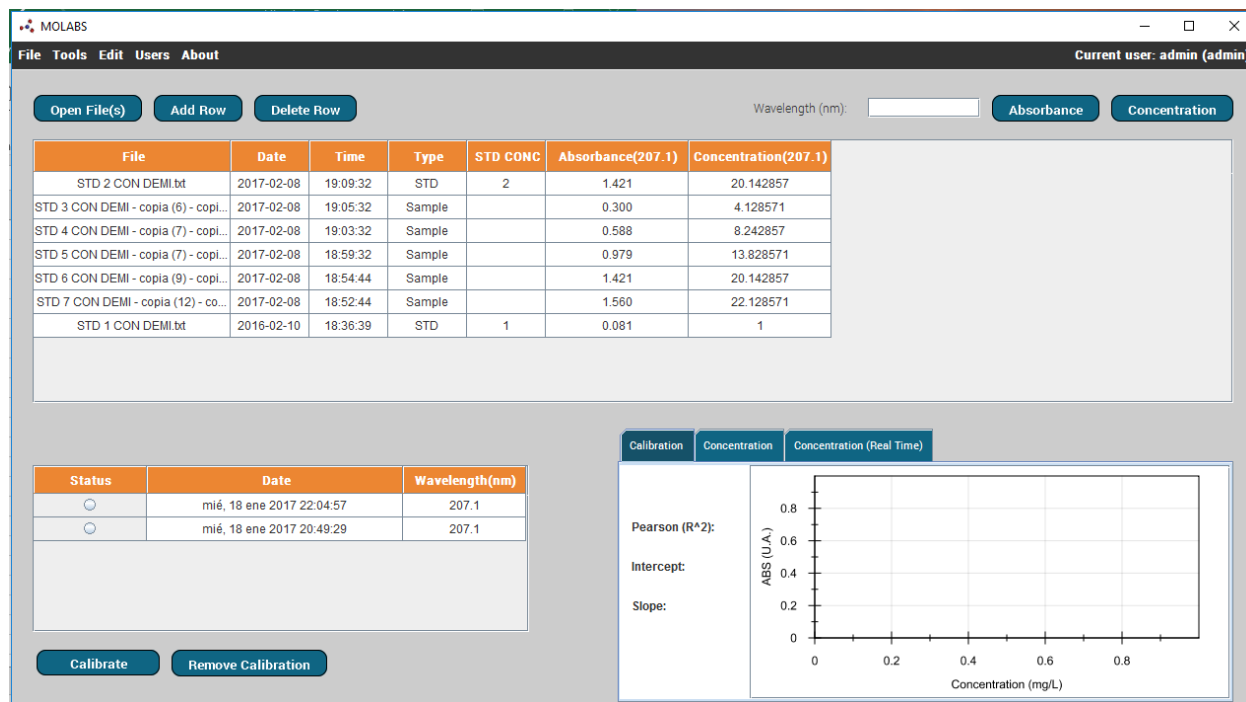 MOLABS
File Tools Edit Users About Current user: admin (admin
Open File(s) Add Row Delete Row Wavelength (nm): Absorbance Concentration
File Date Time Type STD CONC Absorbance(207.1) Concentration(207.1)
STD 2 CON DEMI.txt 2017-02-08 19:09:32 STD 2 1.421 20.142857
STD 3 CON DEMI - copia (6) - copi... 2017-02-08 19:05:32 Sample 0.300 4.128571
STD 4 CON DEMI - copia (7) - copi... 2017-02-08 19:03:32 Sample 0.588 8.242857
STD 5 CON DEMI - copia (7) - copi... 2017-02-08 18:59:32 Sample 0.979 13.828571
STD 6 CON DEMI - copia (9) - copi... 2017-02-08 18:54:44 Sample 1.421 20.142857
STD 7 CON DEMI - copia (12) - co... 2017-02-08 18:52:44 Sample 1.560 22.128571
STD 1 CON DEMI.txt 2016-02-10 18:36:39 STD 1 0.081 1
Status Date Wavelength(nm)
mié, 18 ene 2017 22:04:57 207.1
mié, 18 ene 2017 20:49:29 207.1
Calibrate Remove Calibration
Calibration Concentration Concentration (Real Time)
Pearson (R^2):
Intercept:
Slope:
ABS (U.A.)
0.8
0.6
0.4
0.2
0
0 0.2 0.4 0.6 0.8
Concentration (mg/L)